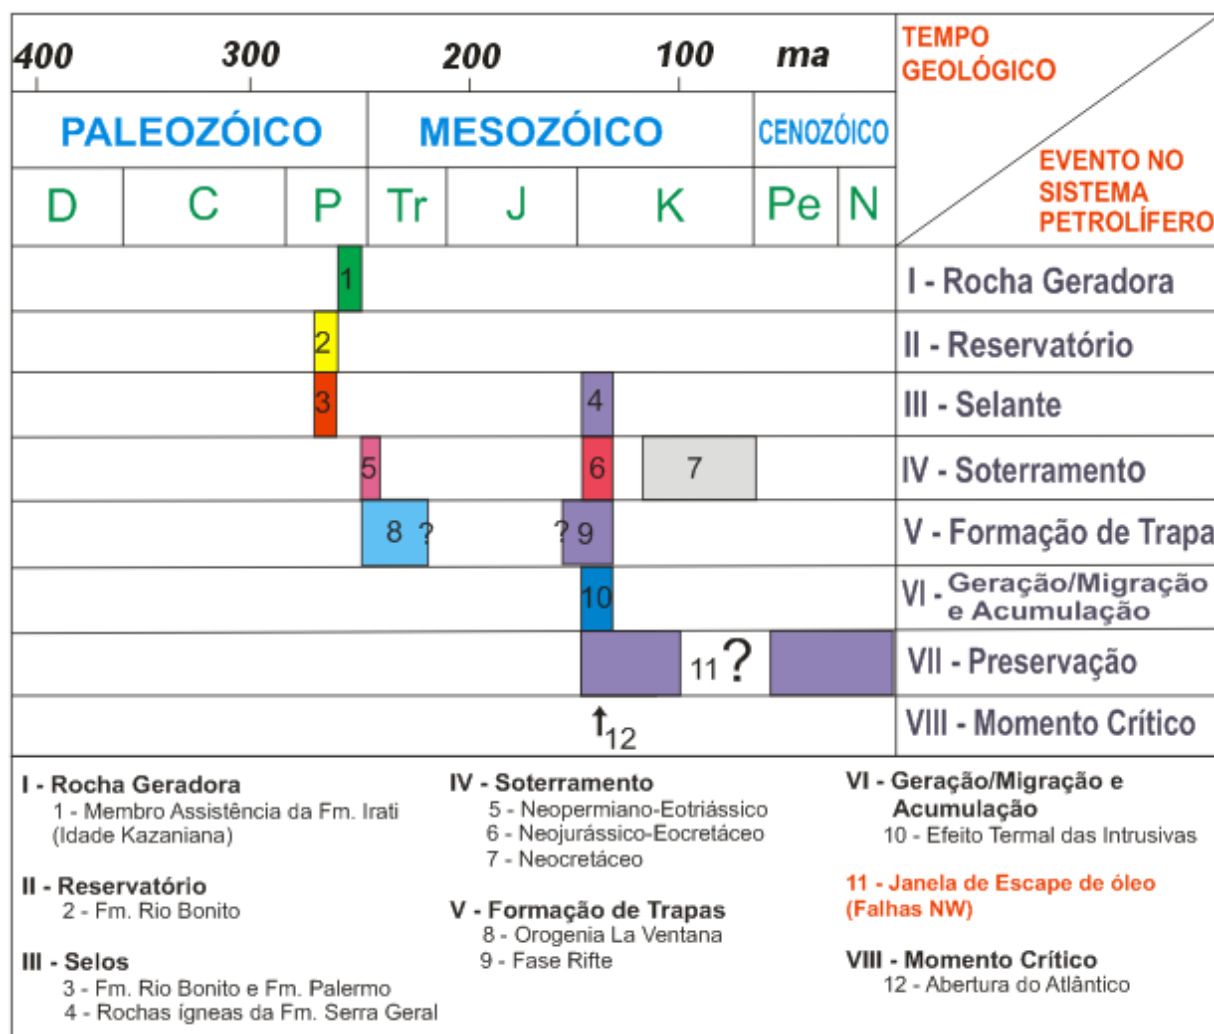 400 300 200 100 ma
TEMPO
GEOLÓGICO
PALEOZÓICO MESOZÓICO CENOZÓICO
EVENTO NO
SISTEMA
PETROLÍFERO
D C P Tr J K Pe N
1
I - Rocha Geradora
2
II - Reservatório
3 4
III - Selante
5 6 7
IV - Soterramento
8 ? ? 9
V - Formação de Trapa
10
VI - Geração/Migração
e Acumulação
11 ?
VII - Preservação
12
VIII - Momento Crítico
I - Rocha Geradora
1 - Membro Assistência da Fm. Irati
(Idade Kazaniana)
II - Reservatório
2 - Fm. Rio Bonito
III - Selos
3 - Fm. Rio Bonito e Fm. Palermo
4 - Rochas ígneas da Fm. Serra Geral
IV - Soterramento
5 - Neopermiano-Eotriássico
6 - Neojurássico-Eocretáceo
7 - Neocretáceo
V - Formação de Trapas
8 - Orogenia La Ventana
9 - Fase Rifte
VI - Geração/Migração e
Acumulação
10 - Efeito Termal das Intrusivas
11 - Janela de Escape de óleo
(Falhas NW)
VIII - Momento Crítico
12 - Abertura do Atlântico